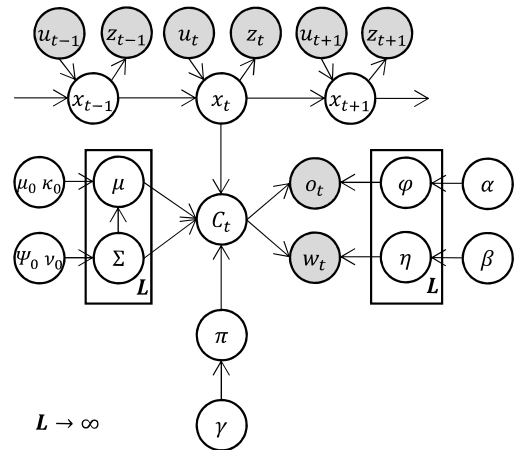 u_{t−1} z_{t−1} u_t z_t u_{t+1} z_{t+1}
x_{t−1} x_t x_{t+1}
μ_0 κ_0 μ o_t φ α
C_t
Ψ_0 ν_0 Σ w_t η β
L L
π
L → ∞
γ